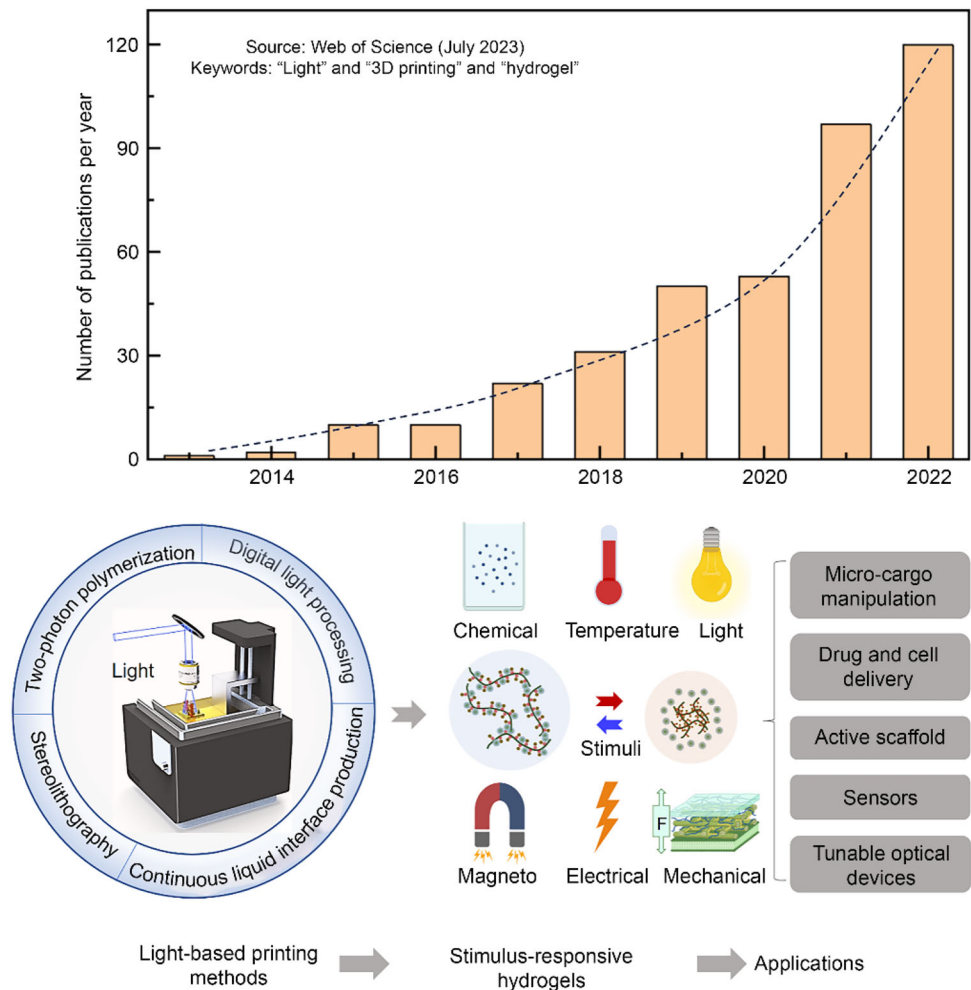 Source: Web of Science (July 2023)
Keywords: “Light” and “3D printing” and “hydrogel”
Number of publications per year
120
90
60
30
0
2014
2016
2018
2020
2022
Two-photon polymerization
Digital light processing
Stereolithography
Continuous liquid interface production
Light
Chemical
Temperature
Light
Stimuli
Magneto
Electrical
F
Mechanical
Micro-cargo
manipulation
Drug and cell
delivery
Active scaffold
Sensors
Tunable optical
devices
Light-based printing
methods
Stimulus-responsive
hydrogels
Applications